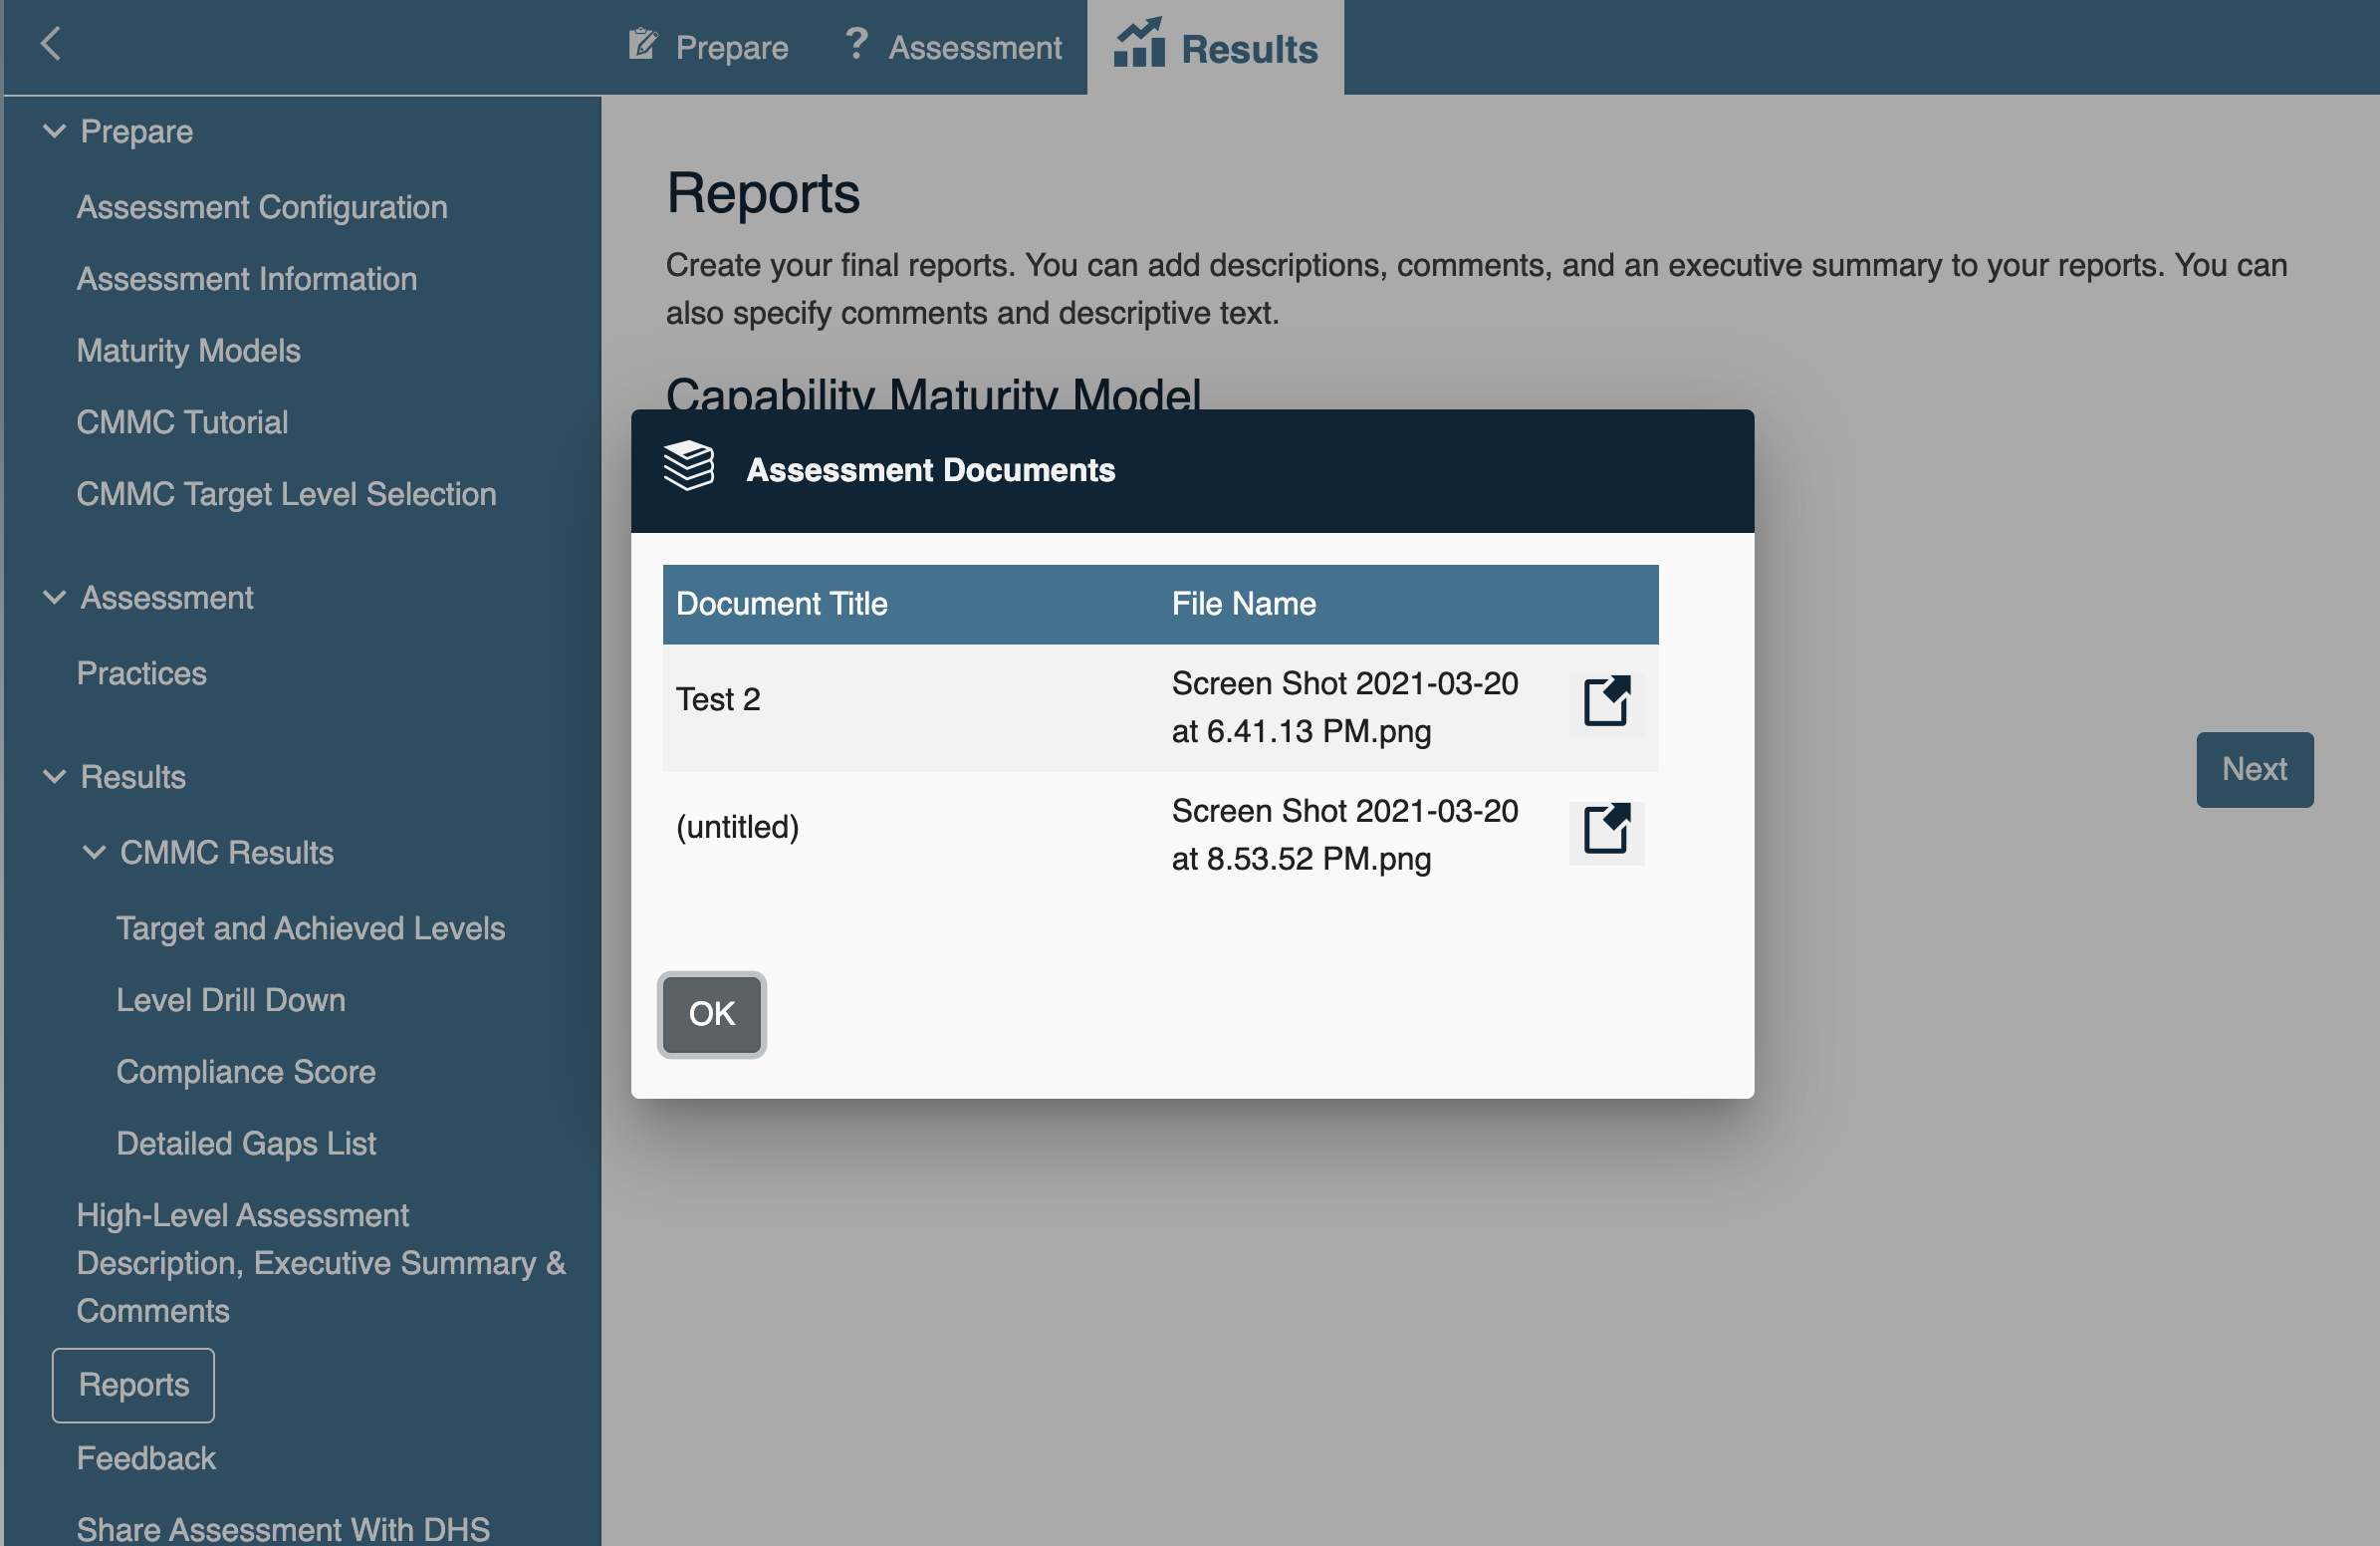 Prepare
? Assessment
Results
Prepare
Assessment Configuration
Assessment Information
Maturity Models
CMMC Tutorial
CMMC Target Level Selection
Assessment
Practices
Results
CMMC Results
Target and Achieved Levels
Level Drill Down
Compliance Score
Detailed Gaps List
High-Level Assessment
Description, Executive Summary &
Comments
Reports
Feedback
Share Assessment With DHS
Reports
Create your final reports. You can add descriptions, comments, and an executive summary to your reports. You can
also specify comments and descriptive text.
Capability Maturity Model
Assessment Documents
Document Title
File Name
Test 2
Screen Shot 2021-03-20
at 6.41.13 PM.png
(untitled)
Screen Shot 2021-03-20
at 8.53.52 PM.png
OK
Next